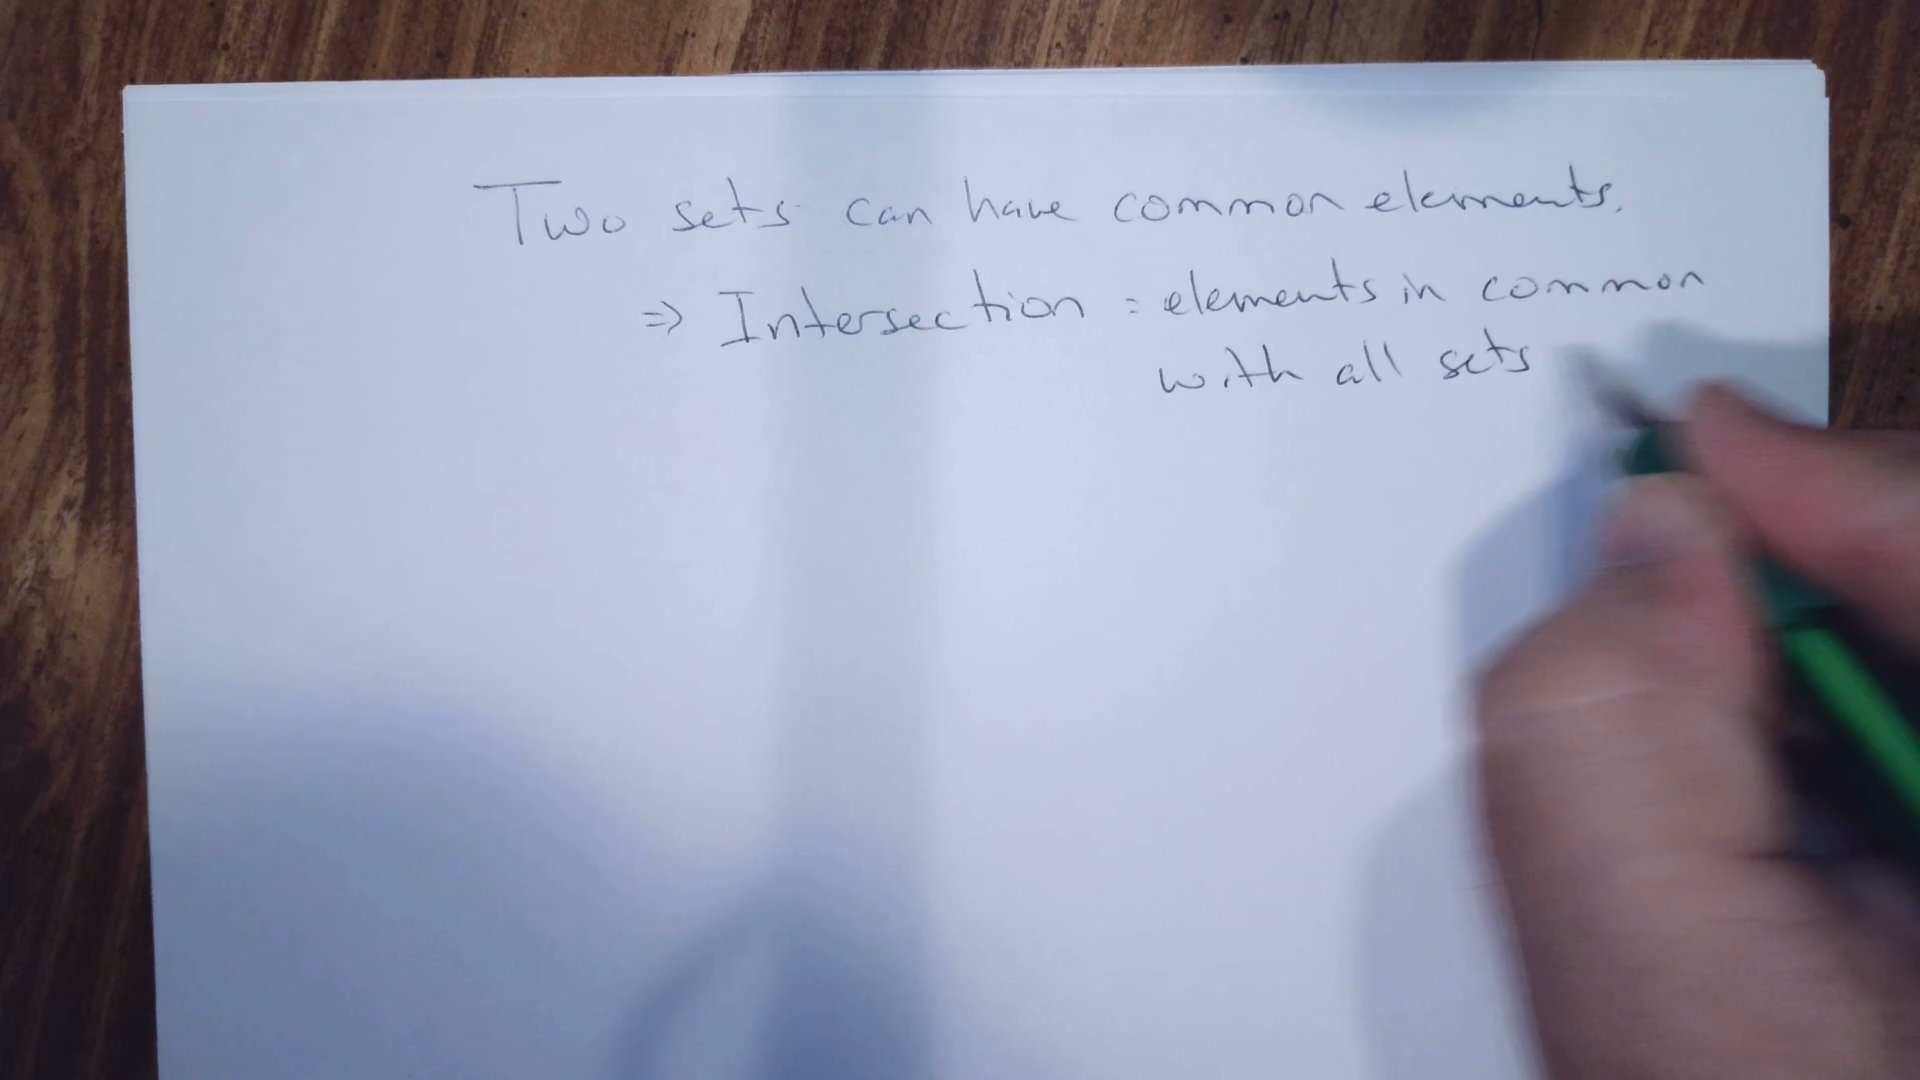 Two sets can have common elements.
⇒ Intersection : elements in common
with all sets